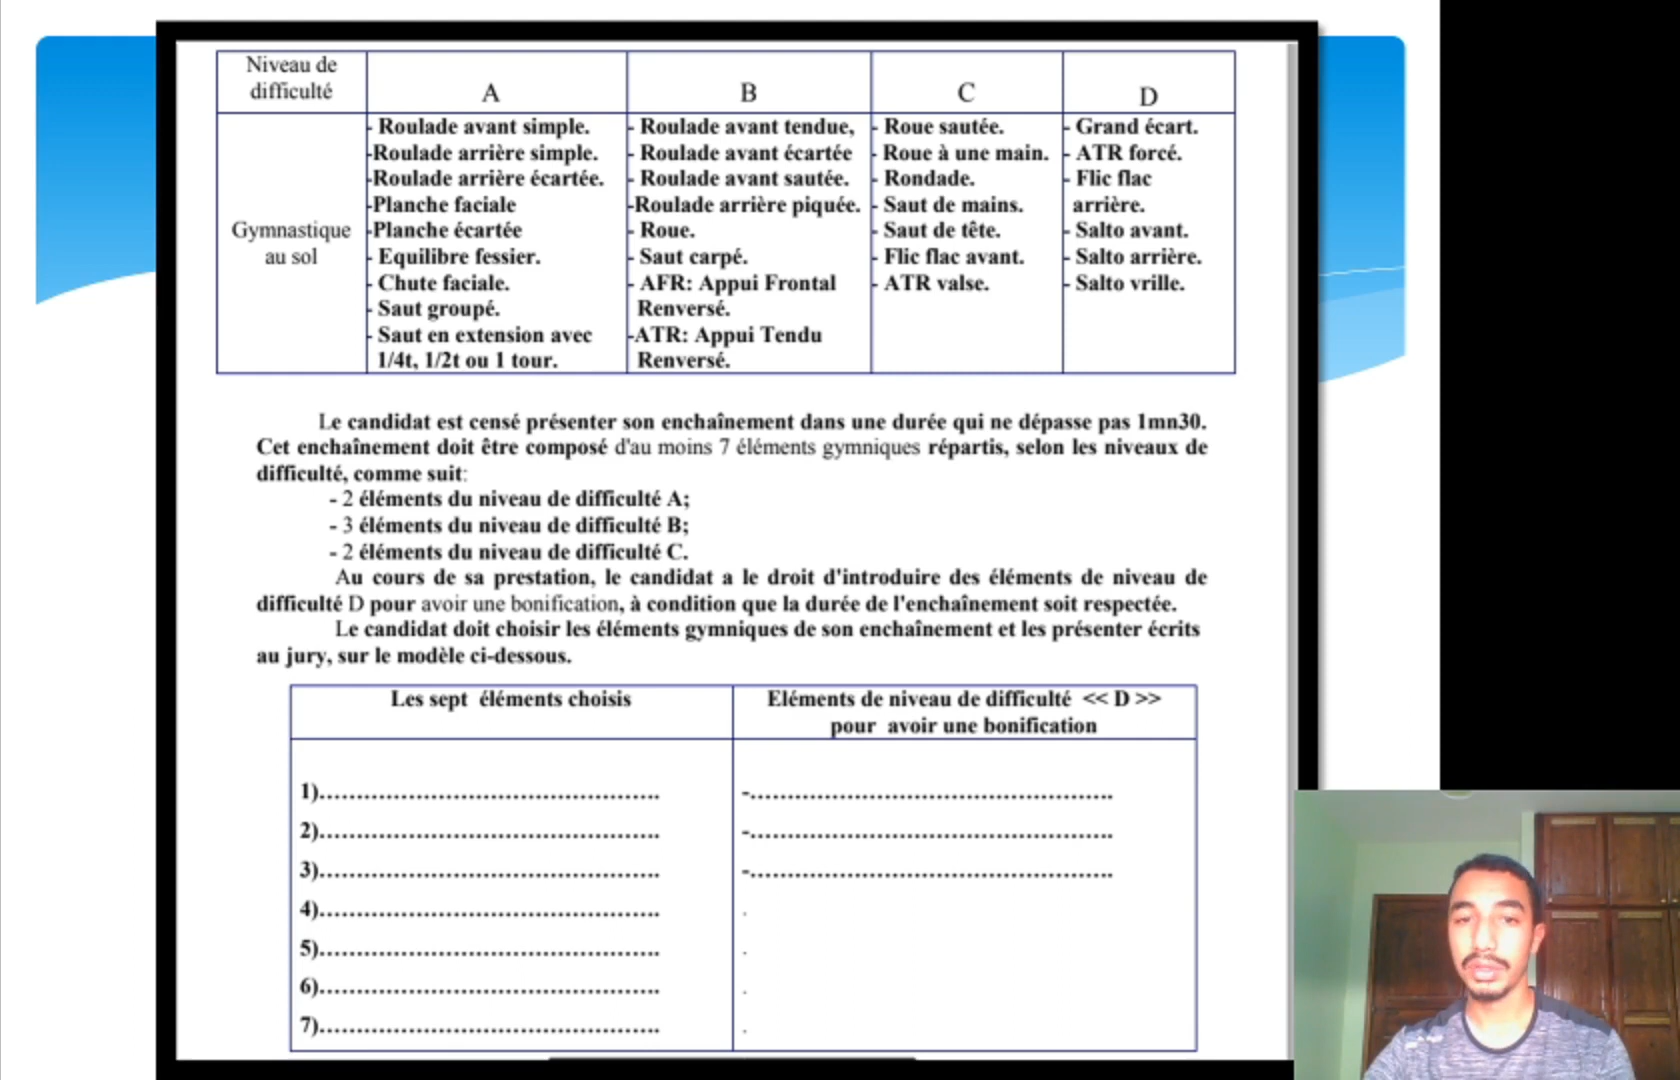 Niveau de
difficulté
A
B
C
D
Gymnastique
au sol
- Roulade avant simple.
-Roulade arrière simple.
-Roulade arrière écartée.
-Planche faciale
-Planche écartée
- Equilibre fessier.
- Chute faciale.
- Saut groupé.
- Saut en extension avec
1/4t, 1/2t ou 1 tour.
- Roulade avant tendue,
- Roulade avant écartée
- Roulade avant sautée.
-Roulade arrière piquée.
- Roue.
- Saut carpé.
- AFR: Appui Frontal
Renversé.
-ATR: Appui Tendu
Renversé.
- Roue sautée.
- Roue à une main.
- Rondade.
- Saut de mains.
- Saut de tête.
- Flic flac avant.
- ATR valse.
- Grand écart.
- ATR forcé.
- Flic flac
arrière.
- Salto avant.
- Salto arrière.
- Salto vrille.
Le candidat est censé présenter son enchaînement dans une durée qui ne dépasse pas 1mn30.
Cet enchaînement doit être composé d'au moins 7 éléments gymniques répartis, selon les niveaux de
difficulté, comme suit:
- 2 éléments du niveau de difficulté A;
- 3 éléments du niveau de difficulté B;
- 2 éléments du niveau de difficulté C.
Au cours de sa prestation, le candidat a le droit d'introduire des éléments de niveau de
difficulté D pour avoir une bonification, à condition que la durée de l'enchaînement soit respectée.
Le candidat doit choisir les éléments gymniques de son enchaînement et les présenter écrits
au jury, sur le modèle ci-dessous.
Les sept éléments choisis
Eléments de niveau de difficulté << D >>
pour avoir une bonification
1)..........................................................
2)..........................................................
3)..........................................................
4)..........................................................
5)..........................................................
6)..........................................................
7)..........................................................
-..........................................................
-..........................................................
-..........................................................
.
.
.
.